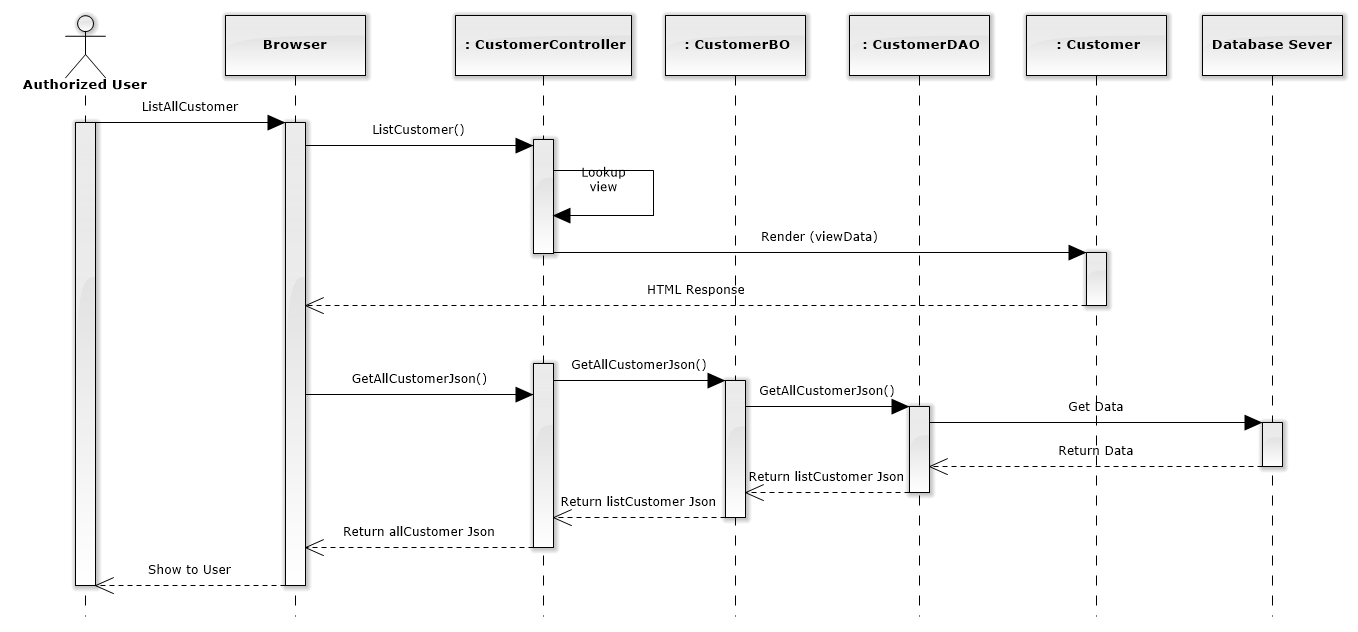 Authorized User
Browser
: CustomerController
: CustomerBO
: CustomerDAO
: Customer
Database Sever
ListAllCustomer
ListCustomer()
Lookup
view
Render (viewData)
HTML Response
GetAllCustomerJson()
GetAllCustomerJson()
GetAllCustomerJson()
Get Data
Return Data
Return listCustomer Json
Return listCustomer Json
Return allCustomer Json
Show to User